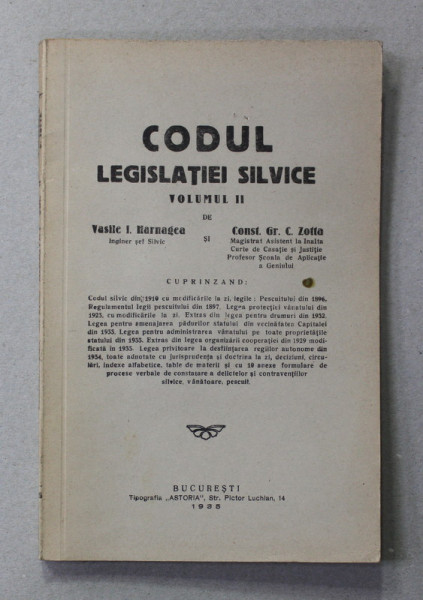 CODUL
LEGISLAȚIEI SILVICE
VOLUMUL II
DE
Vasile I. Harnagea
Inginer șef Silvic
ȘI
Const. Gr. C. Zotta
Magistrat Asistent la Inalta
Curte de Casație și Justiție
Profesor Școala de Aplicație
a Geniului
CUPRINZAND:
Codul silvic din 1910 cu modificările la zi, legile: Pescuitului din 1896,
Regulamentul legii pescuitului din 1897. Legea protecției vânatului din
1923, cu modificările la zi. Extras din legea pentru drumuri din 1932.
Legea pentru amenajarea pădurilor statului din vecinătatea Capitalei
din 1933. Legea pentru administrarea vânatului pe toate proprietățile
statului din 1933. Extras din legea organizării cooperației din 1929 modi-
ficată în 1935. Legea privitoare la desființarea regiilor autonome din
1934, toate adnotate cu jurisprudența și doctrina la zi, decizieni, circu-
lări, indexe alfabetice, table de materii și cu 10 anexe formulare de
procese verbale de constatare a delictelor și contravențiilor
silvice, vânătoare, pescuit.
BUCUREȘTI
Tipografia „ASTORIA", Str. Pictor Luchian, 14
1935